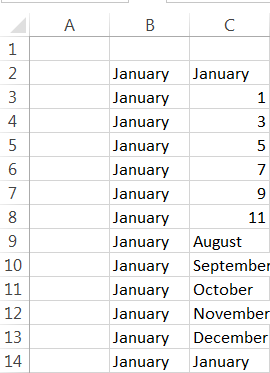 A B C
1
2 January January
3 January 1
4 January 3
5 January 5
6 January 7
7 January 9
8 January 11
9 January August
10 January September
11 January October
12 January November
13 January December
14 January January